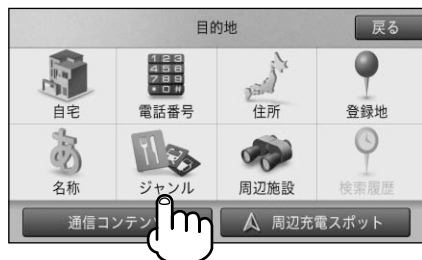 目的地
戻る
自宅
電話番号
住所
登録地
名称
ジャンル
周辺施設
検索履歴
通信コンテン
周辺充電スポット